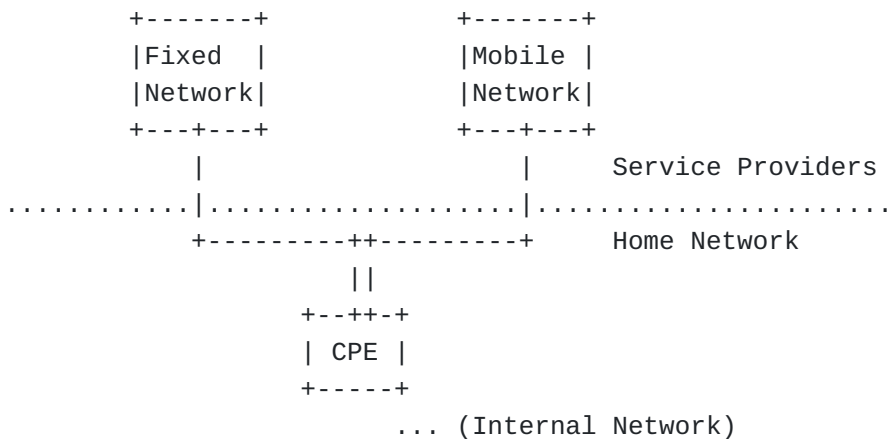 +-------+            +-------+
|Fixed  |            |Mobile |
|Network|            |Network|
+---+---+            +---+---+
    |                    |     Service Providers
............|....................|.......................
+---------++---------+     Home Network
||
+--++-+
| CPE |
+-----+
... (Internal Network)